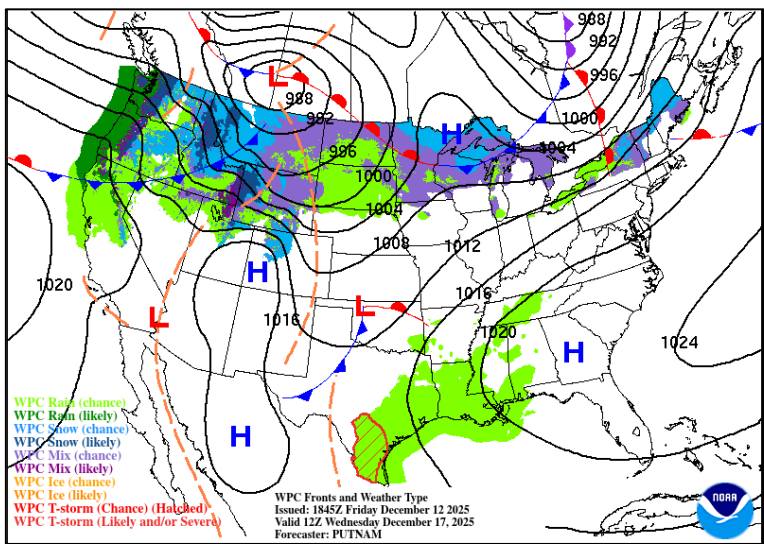 988
992
996
1000
1004
988
992
996
1000
1004
1008
1012
1016
1016
1020
1020
1024
L
H
H
L
L
H
H
WPC Rain (chance)
WPC Rain (likely)
WPC Snow (chance)
WPC Snow (likely)
WPC Mix (chance)
WPC Mix (likely)
WPC Ice (chance)
WPC Ice (likely)
WPC T-storm (Chance) (Hatched)
WPC T-storm (Likely and/or Severe)
WPC Fronts and Weather Type
Issued: 1845Z Friday December 12 2025
Valid 12Z Wednesday December 17, 2025
Forecaster: PUTNAM
NOAA